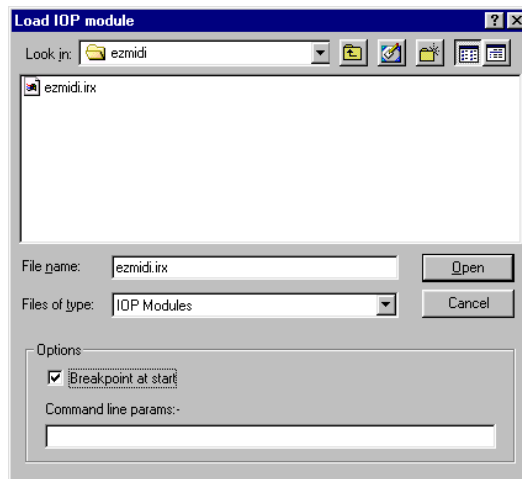 Load IOP module
Look in: ezmidi
ezmidi.irx
File name: ezmidi.irx Open
Files of type: IOP Modules Cancel
Options
Breakpoint at start
Command line params:-